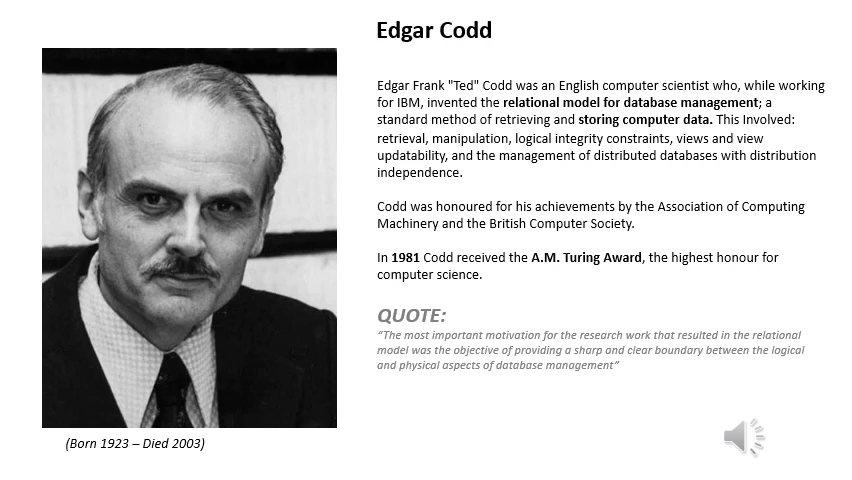 Edgar Codd
Edgar Frank "Ted" Codd was an English computer scientist who, while working
for IBM, invented the relational model for database management; a
standard method of retrieving and storing computer data. This Involved:
retrieval, manipulation, logical integrity constraints, views and view
updatability, and the management of distributed databases with distribution
independence.
Codd was honoured for his achievements by the Association of Computing
Machinery and the British Computer Society.
In 1981 Codd received the A.M. Turing Award, the highest honour for
computer science.
QUOTE:
“The most important motivation for the research work that resulted in the relational
model was the objective of providing a sharp and clear boundary between the logical
and physical aspects of database management”
(Born 1923 – Died 2003)